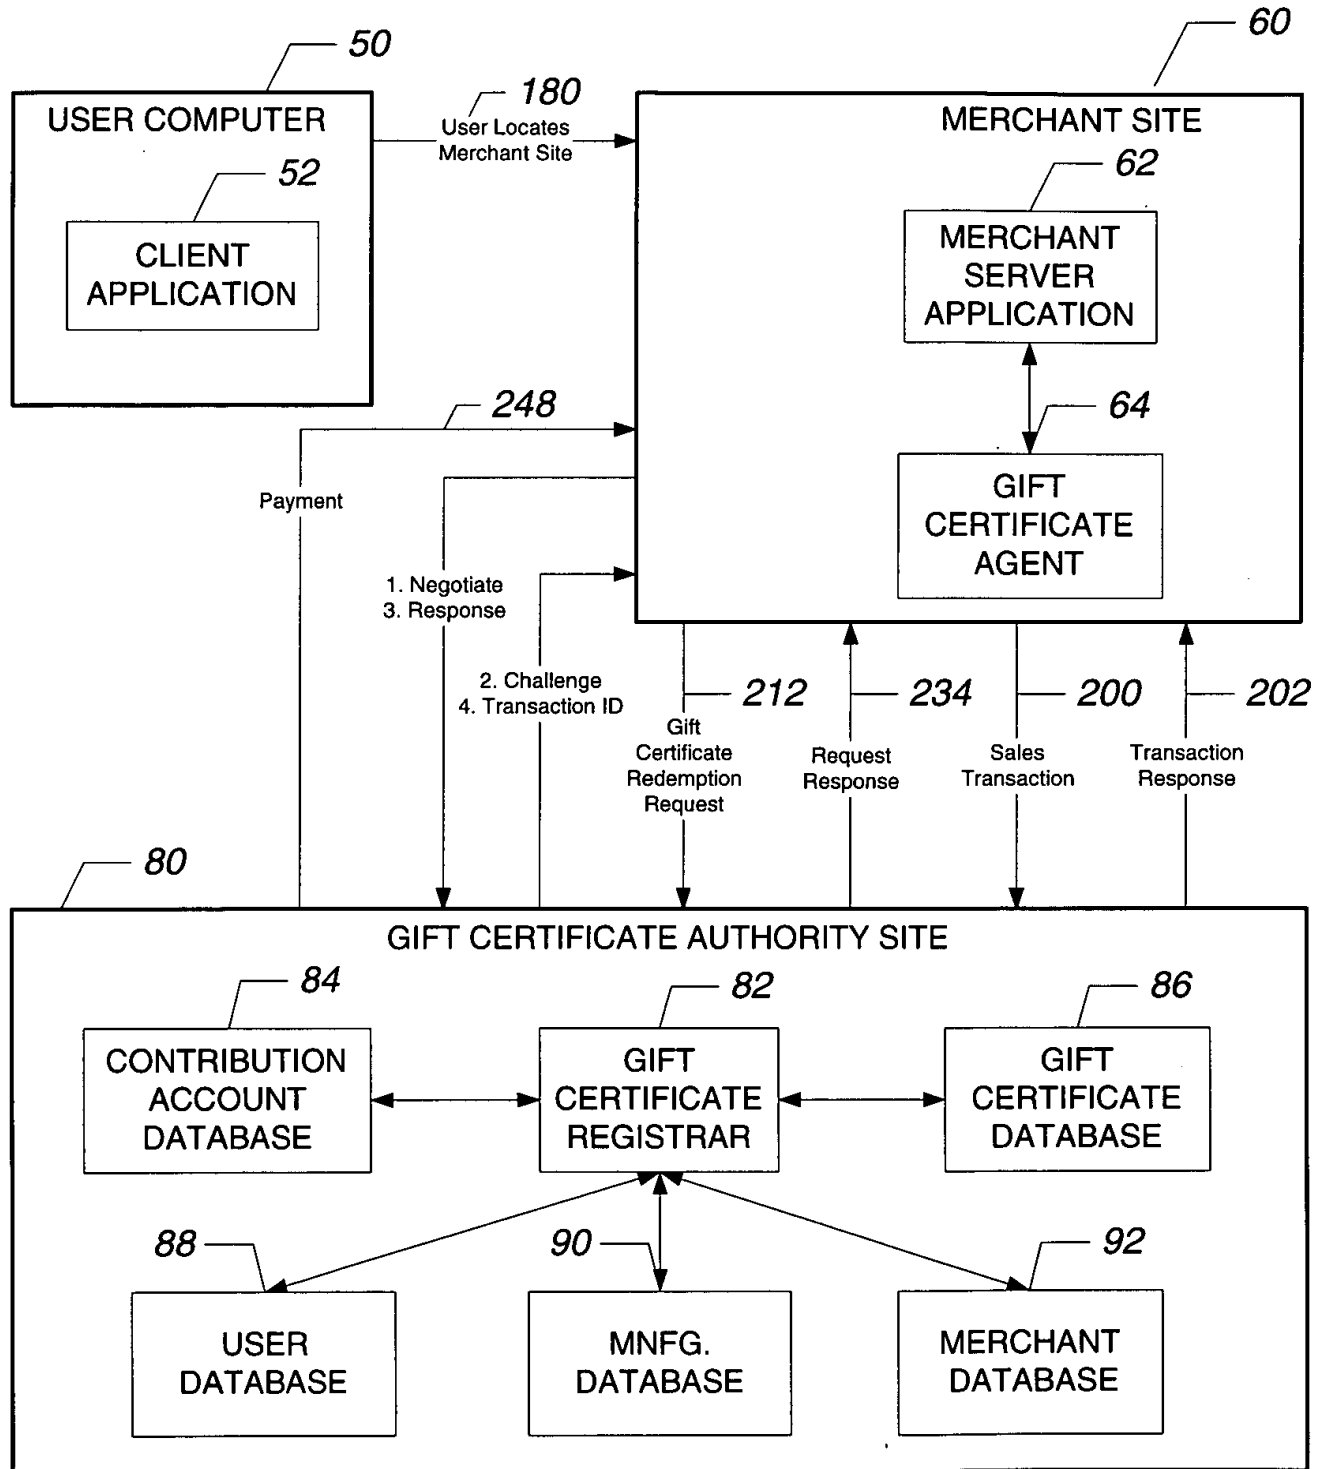 50
60
USER COMPUTER
180
User Locates
Merchant Site
MERCHANT SITE
52
CLIENT
APPLICATION
62
MERCHANT
SERVER
APPLICATION
248
64
Payment
GIFT
CERTIFICATE
AGENT
1. Negotiate
3. Response
2. Challenge
4. Transaction ID
212
Gift
Certificate
Redemption
Request
234
Request
Response
200
Sales
Transaction
202
Transaction
Response
80
GIFT CERTIFICATE AUTHORITY SITE
84
CONTRIBUTION
ACCOUNT
DATABASE
82
GIFT
CERTIFICATE
REGISTRAR
86
GIFT
CERTIFICATE
DATABASE
88
USER
DATABASE
90
MNFG.
DATABASE
92
MERCHANT
DATABASE